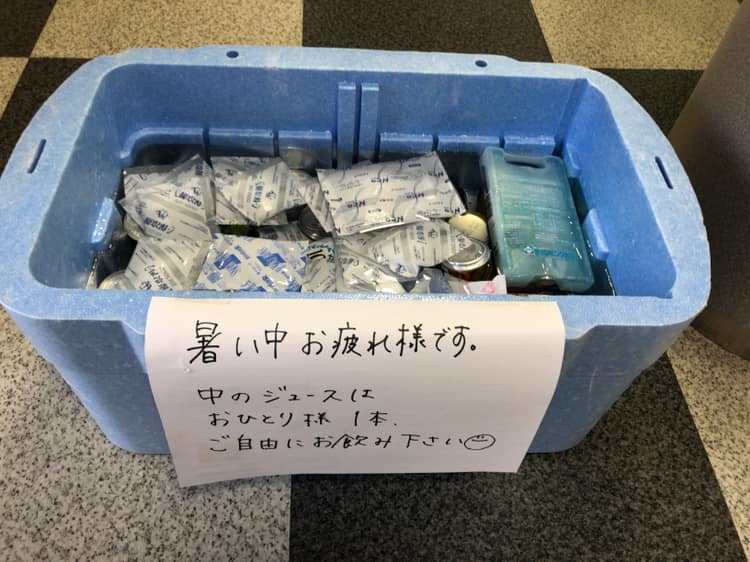 暑い中お疲れ様です。
中のジュースは
おひとり様 1本、
ご自由にお飲み下さい